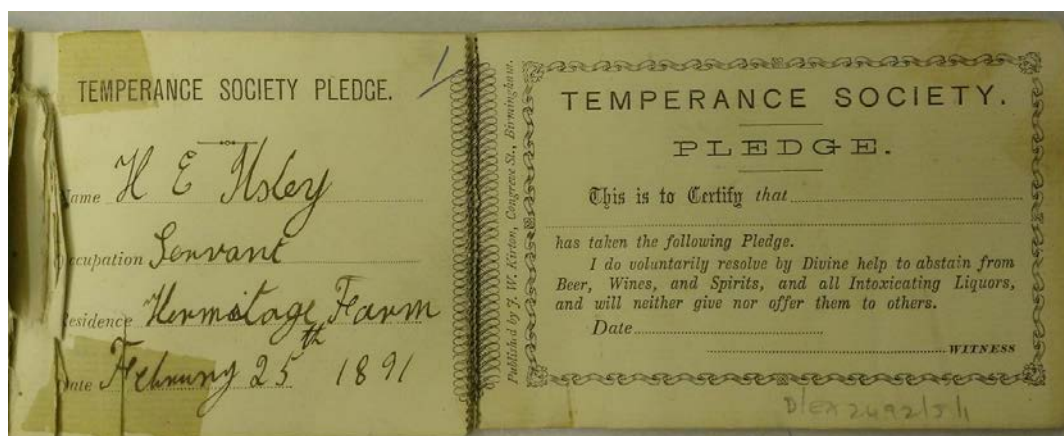 TEMPERANCE SOCIETY PLEDGE.
Name H E Ilsley
Occupation Servant
Residence Hermitage Farm
Date February 25th 1891
Published by J. W. Kirton, Congreve St., Birmingham.
TEMPERANCE SOCIETY.
PLEDGE.
This is to Certify that
has taken the following Pledge.
I do voluntarily resolve by Divine help to abstain from
Beer, Wines, and Spirits, and all Intoxicating Liquors,
and will neither give nor offer them to others.
Date
WITNESS
D/EX 2492/5/1